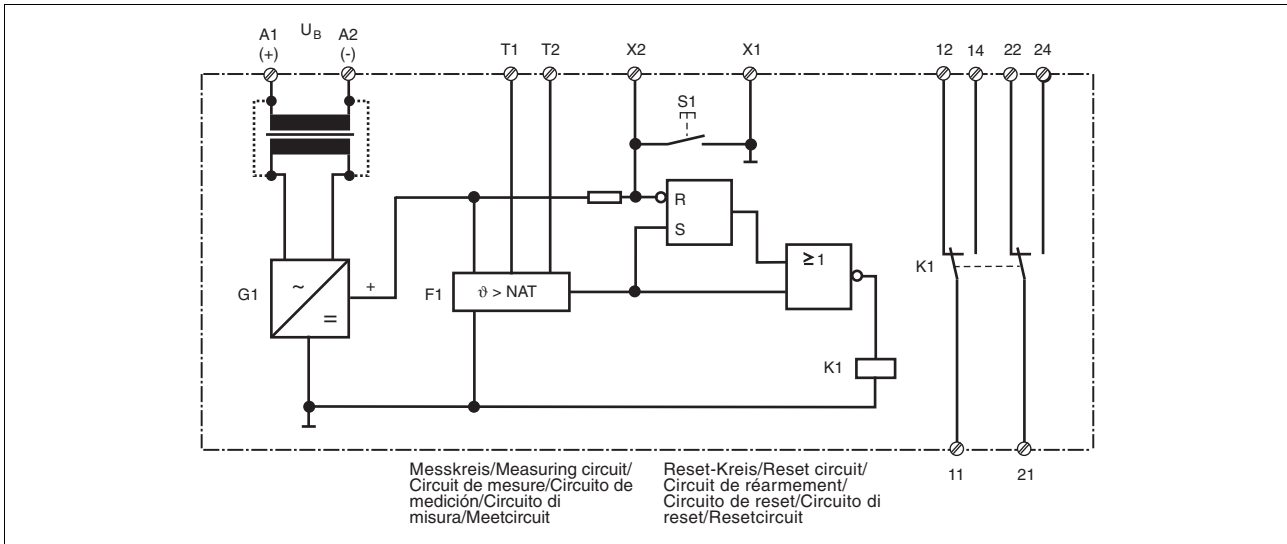 A1 U_B A2 T1 T2 X2 X1 12 14 22 24
(+) (-)
S1
R
S
≥1
K1
G1 ~ + F1 ϑ > NAT
=
K1
Messkreis/Measuring circuit/
Circuit de mesure/Circuito de
medición/Circuito di
misura/Meetcircuit
Reset-Kreis/Reset circuit/
Circuit de réarmement/
Circuito de reset/Circuito di
reset/Resetcircuit
11 21